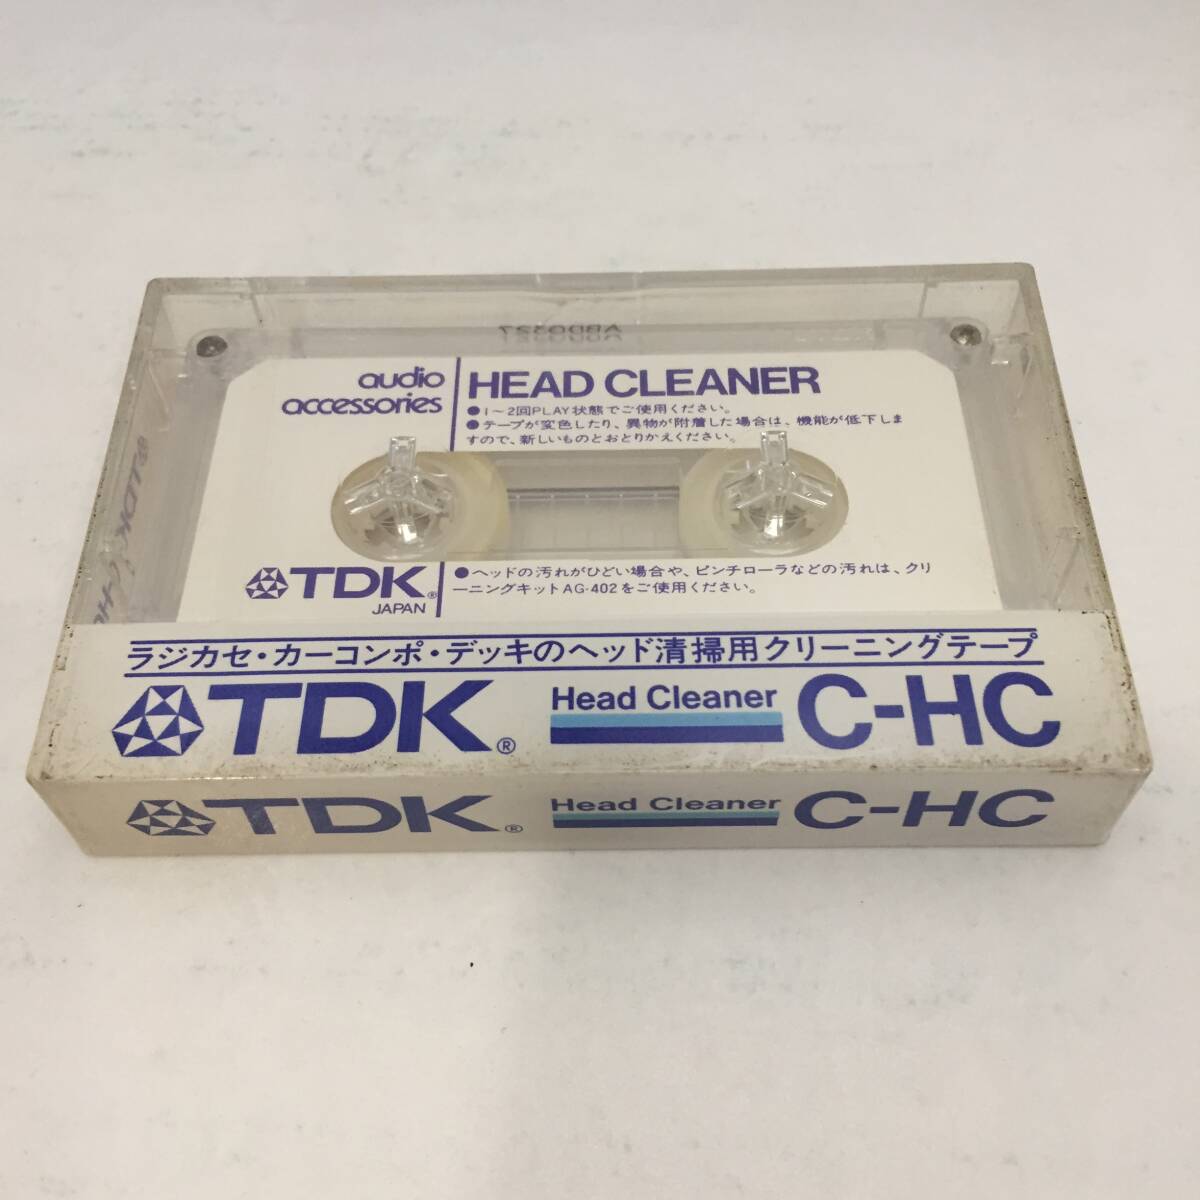 ABD0327
audio
accessories
HEAD CLEANER
●1〜2回PLAY状態でご使用ください。
●テープが変色したり、異物が附着した場合は、機能が低下しま
すので、新しいものとおとりかえください。
TDK®
JAPAN
●ヘッドの汚れがひどい場合や、ピンチローラなどの汚れは、クリ
ーニングキットAG-402をご使用ください。
ラジカセ・カーコンポ・デッキのヘッド清掃用クリーニングテープ
TDK® Head Cleaner C-HC
TDK® Head Cleaner C-HC